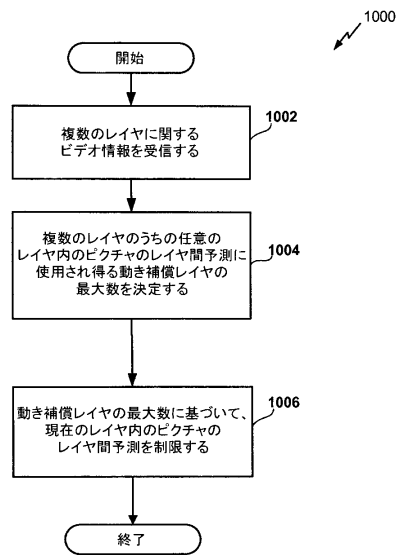 1000
開始
複数のレイヤに関する
ビデオ情報を受信する
1002
複数のレイヤのうちの任意の
レイヤ内のピクチャのレイヤ間予測に
使用され得る動き補償レイヤの
最大数を決定する
1004
動き補償レイヤの最大数に基づいて、
現在のレイヤ内のピクチャの
レイヤ間予測を制限する
1006
終了